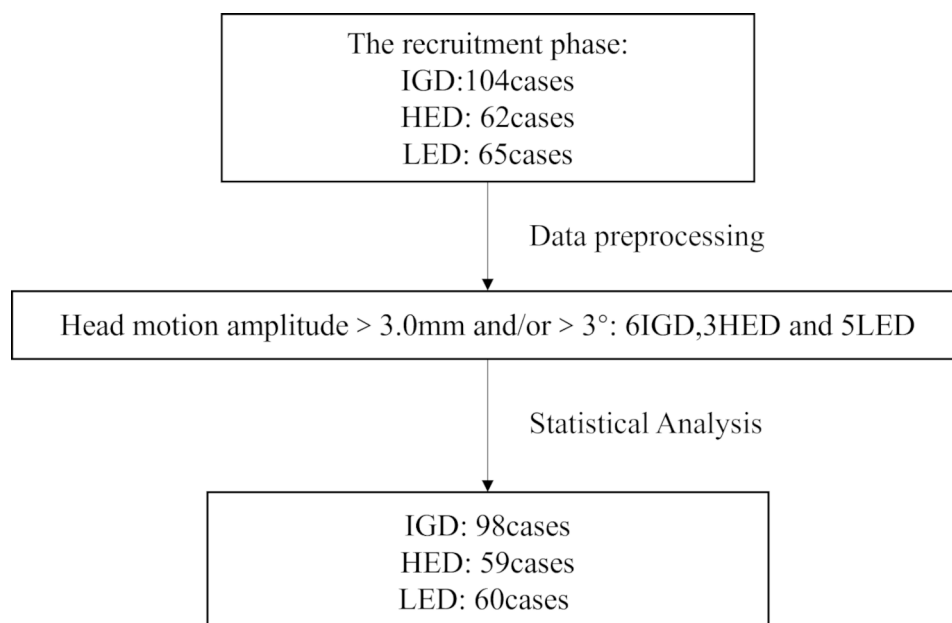 The recruitment phase:
IGD:104cases
HED: 62cases
LED: 65cases
Data preprocessing
Head motion amplitude > 3.0mm and/or > 3°: 6IGD,3HED and 5LED
Statistical Analysis
IGD: 98cases
HED: 59cases
LED: 60cases